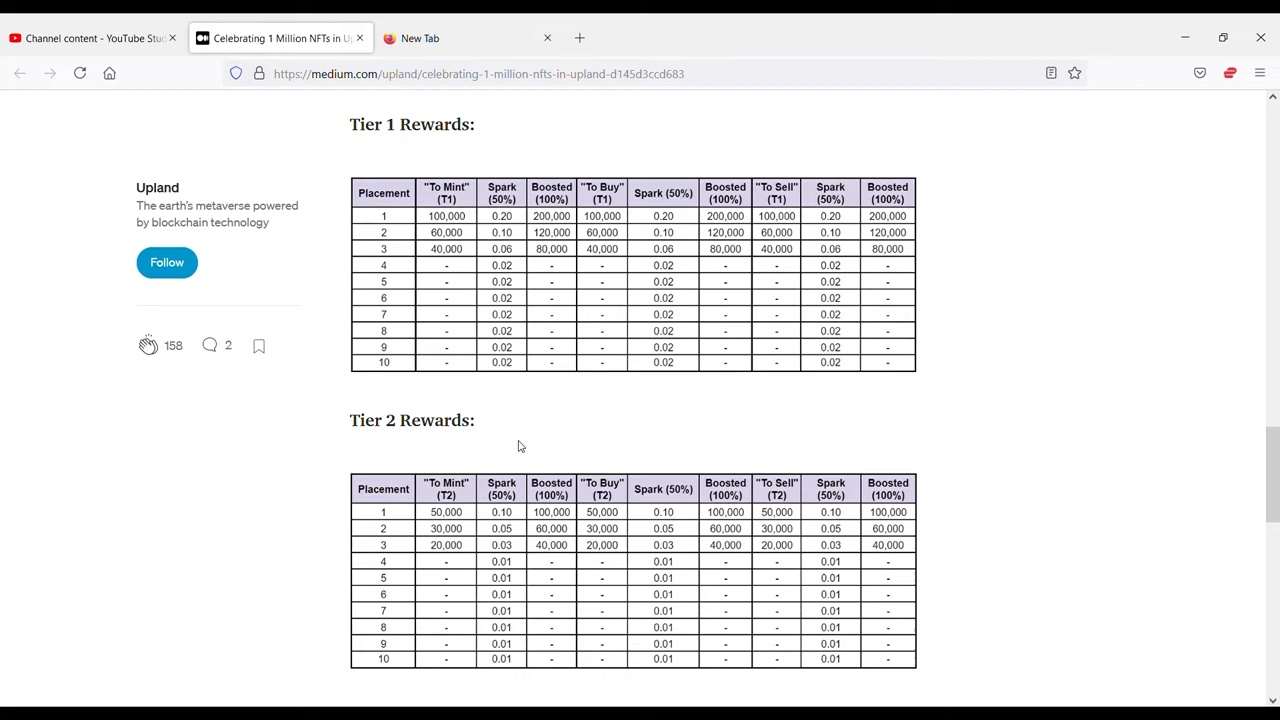 Channel content - YouTube Stud
Celebrating 1 Million NFTs in Up
New Tab
https://medium.com/upland/celebrating-1-million-nfts-in-upland-d145d3ccd683
Upland
The earth's metaverse powered
by blockchain technology
Follow
158 2
Tier 1 Rewards:
Placement "To Mint" (T1) Spark (50%) Boosted (100%) "To Buy" (T1) Spark (50%) Boosted (100%) "To Sell" (T1) Spark (50%) Boosted (100%)
1 100,000 0.20 200,000 100,000 0.20 200,000 100,000 0.20 200,000
2 60,000 0.10 120,000 60,000 0.10 120,000 60,000 0.10 120,000
3 40,000 0.06 80,000 40,000 0.06 80,000 40,000 0.06 80,000
4 - 0.02 - - 0.02 - - 0.02 -
5 - 0.02 - - 0.02 - - 0.02 -
6 - 0.02 - - 0.02 - - 0.02 -
7 - 0.02 - - 0.02 - - 0.02 -
8 - 0.02 - - 0.02 - - 0.02 -
9 - 0.02 - - 0.02 - - 0.02 -
10 - 0.02 - - 0.02 - - 0.02 -
Tier 2 Rewards:
Placement "To Mint" (T2) Spark (50%) Boosted (100%) "To Buy" (T2) Spark (50%) Boosted (100%) "To Sell" (T2) Spark (50%) Boosted (100%)
1 50,000 0.10 100,000 50,000 0.10 100,000 50,000 0.10 100,000
2 30,000 0.05 60,000 30,000 0.05 60,000 30,000 0.05 60,000
3 20,000 0.03 40,000 20,000 0.03 40,000 20,000 0.03 40,000
4 - 0.01 - - 0.01 - - 0.01 -
5 - 0.01 - - 0.01 - - 0.01 -
6 - 0.01 - - 0.01 - - 0.01 -
7 - 0.01 - - 0.01 - - 0.01 -
8 - 0.01 - - 0.01 - - 0.01 -
9 - 0.01 - - 0.01 - - 0.01 -
10 - 0.01 - - 0.01 - - 0.01 -